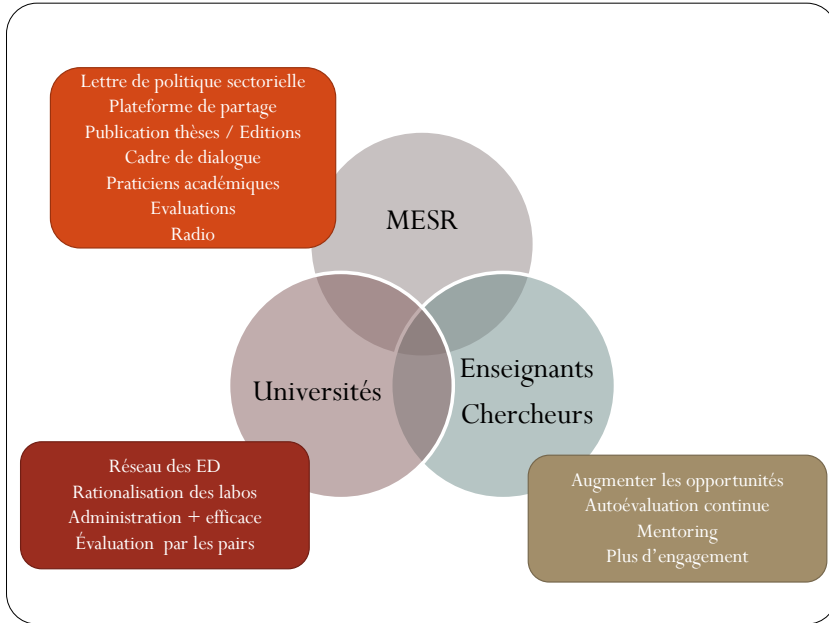 Lettre de politique sectorielle
Plateforme de partage
Publication thèses / Editions
Cadre de dialogue
Praticiens académiques
Evaluations
Radio
MESR
Universités
Enseignants
Chercheurs
Réseau des ED
Rationalisation des labos
Administration + efficace
Évaluation par les pairs
Augmenter les opportunités
Autoévaluation continue
Mentoring
Plus d'engagement